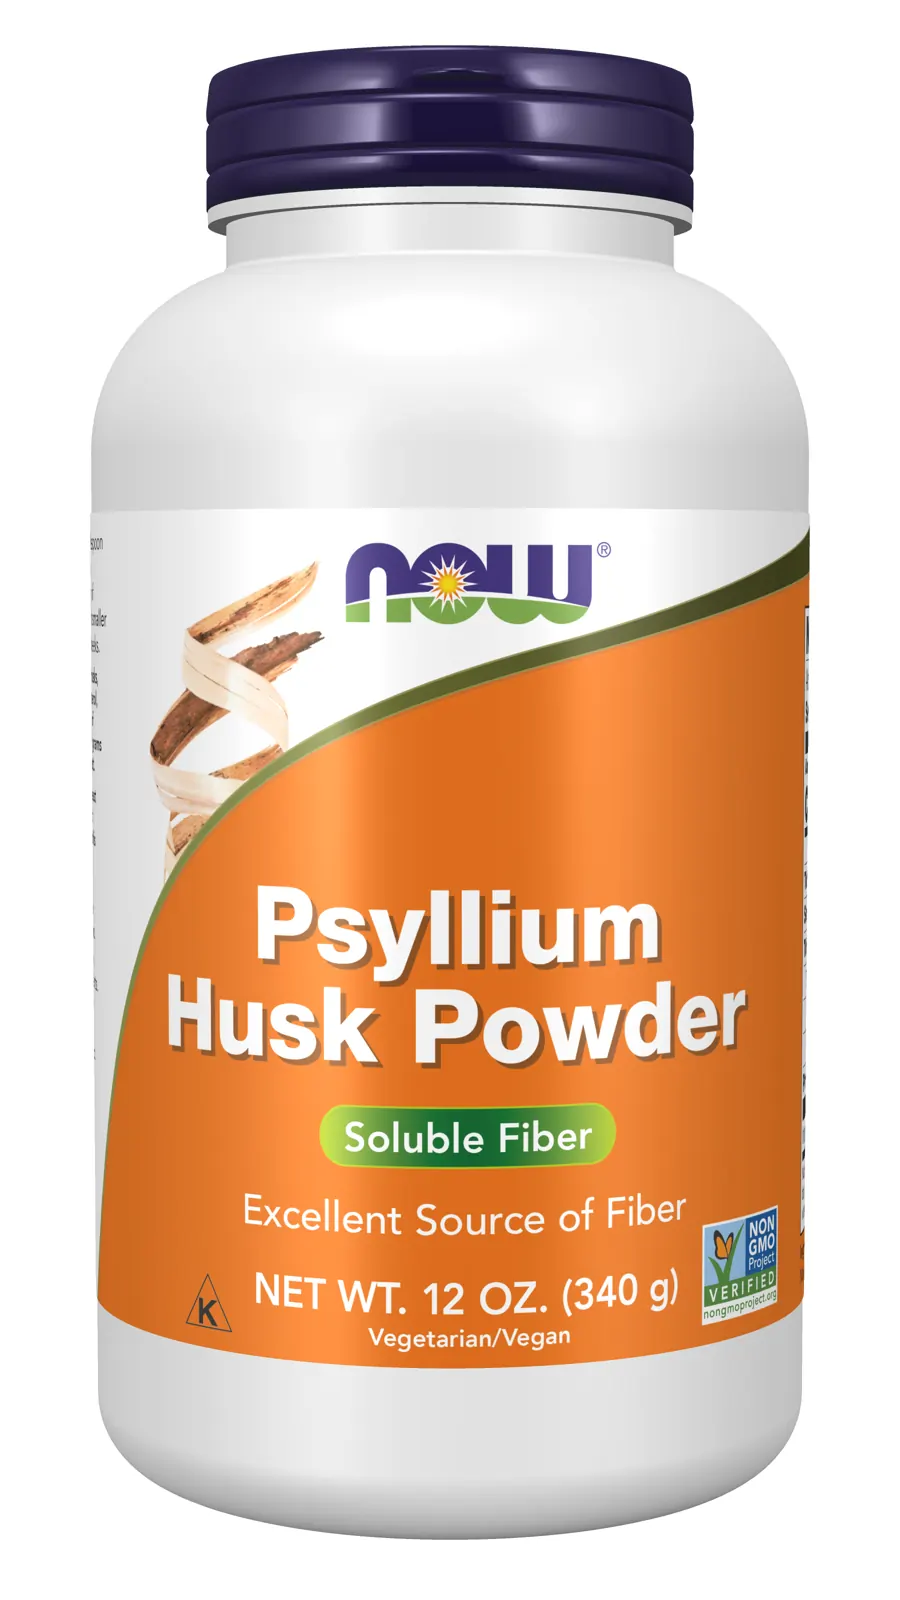 now®
Psyllium
Husk Powder
Soluble Fiber
Excellent Source of Fiber
NET WT. 12 OZ. (340 g)
Vegetarian/Vegan
K
NON
GMO
Project
VERIFIED
nongmoproject.org